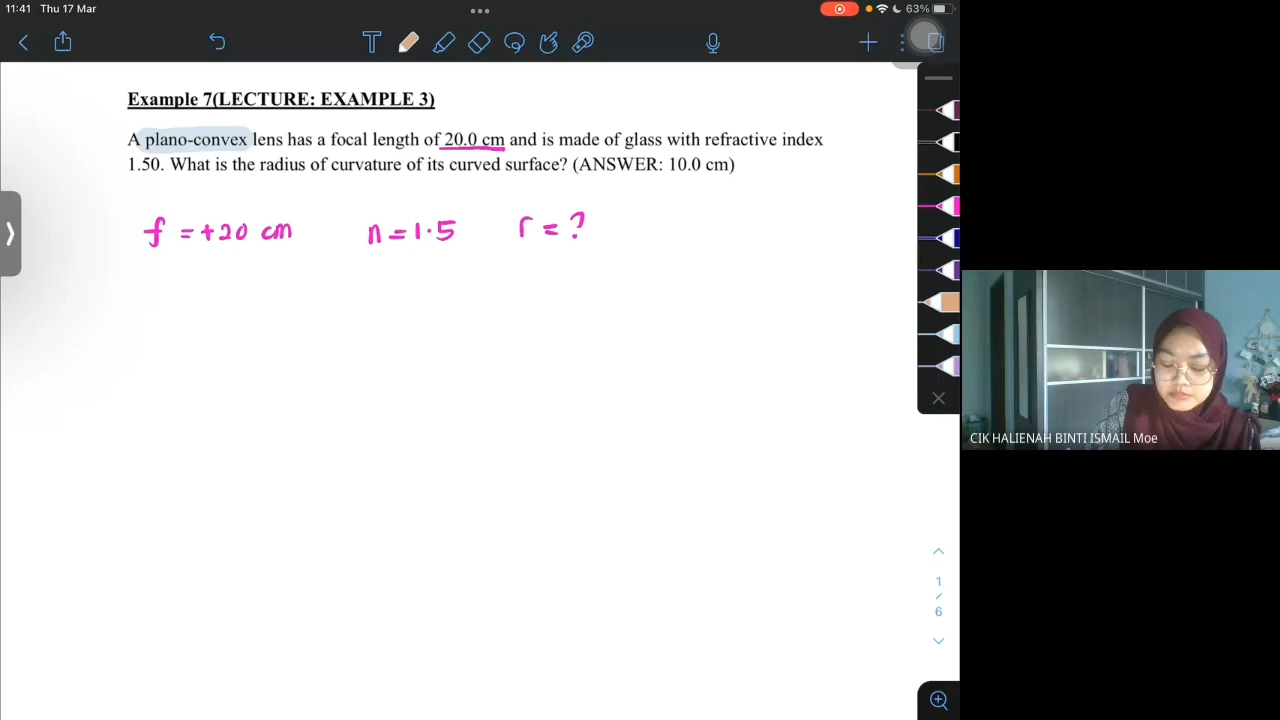 11:41 Thu 17 Mar
63%
T
Example 7(LECTURE: EXAMPLE 3)
A plano-convex lens has a focal length of 20.0 cm and is made of glass with refractive index
1.50. What is the radius of curvature of its curved surface? (ANSWER: 10.0 cm)
f = +20 cm n = 1.5 r = ?
CIK HALIENAH BINTI ISMAIL Moe
1
/
6